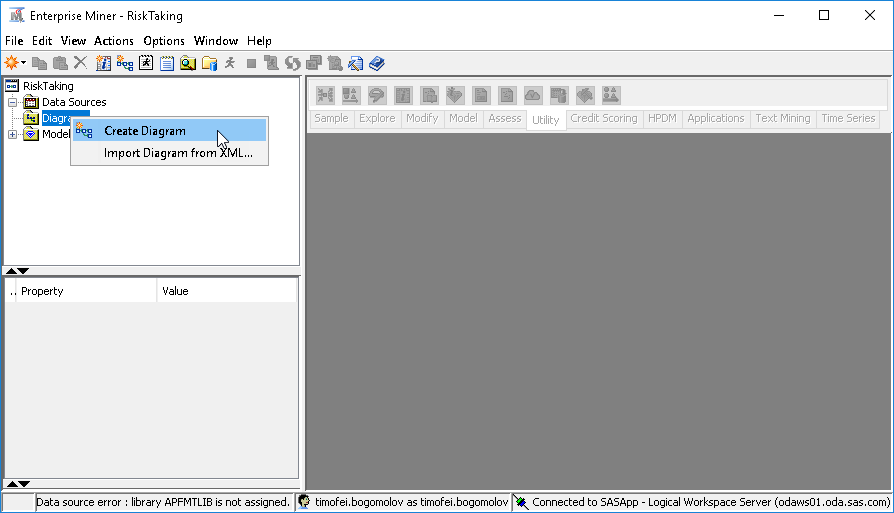 Enterprise Miner - RiskTaking
File Edit View Actions Options Window Help
RiskTaking
Data Sources
Create Diagram
Model
Import Diagram from XML...
Sample Explore Modify Model Assess Utility Credit Scoring HPDM Applications Text Mining Time Series
.. Property Value
Data source error : library APFMTLIB is not assigned. timofei.bogomolov as timofei.bogomolov Connected to SASApp - Logical Workspace Server (odaws01.oda.sas.com)